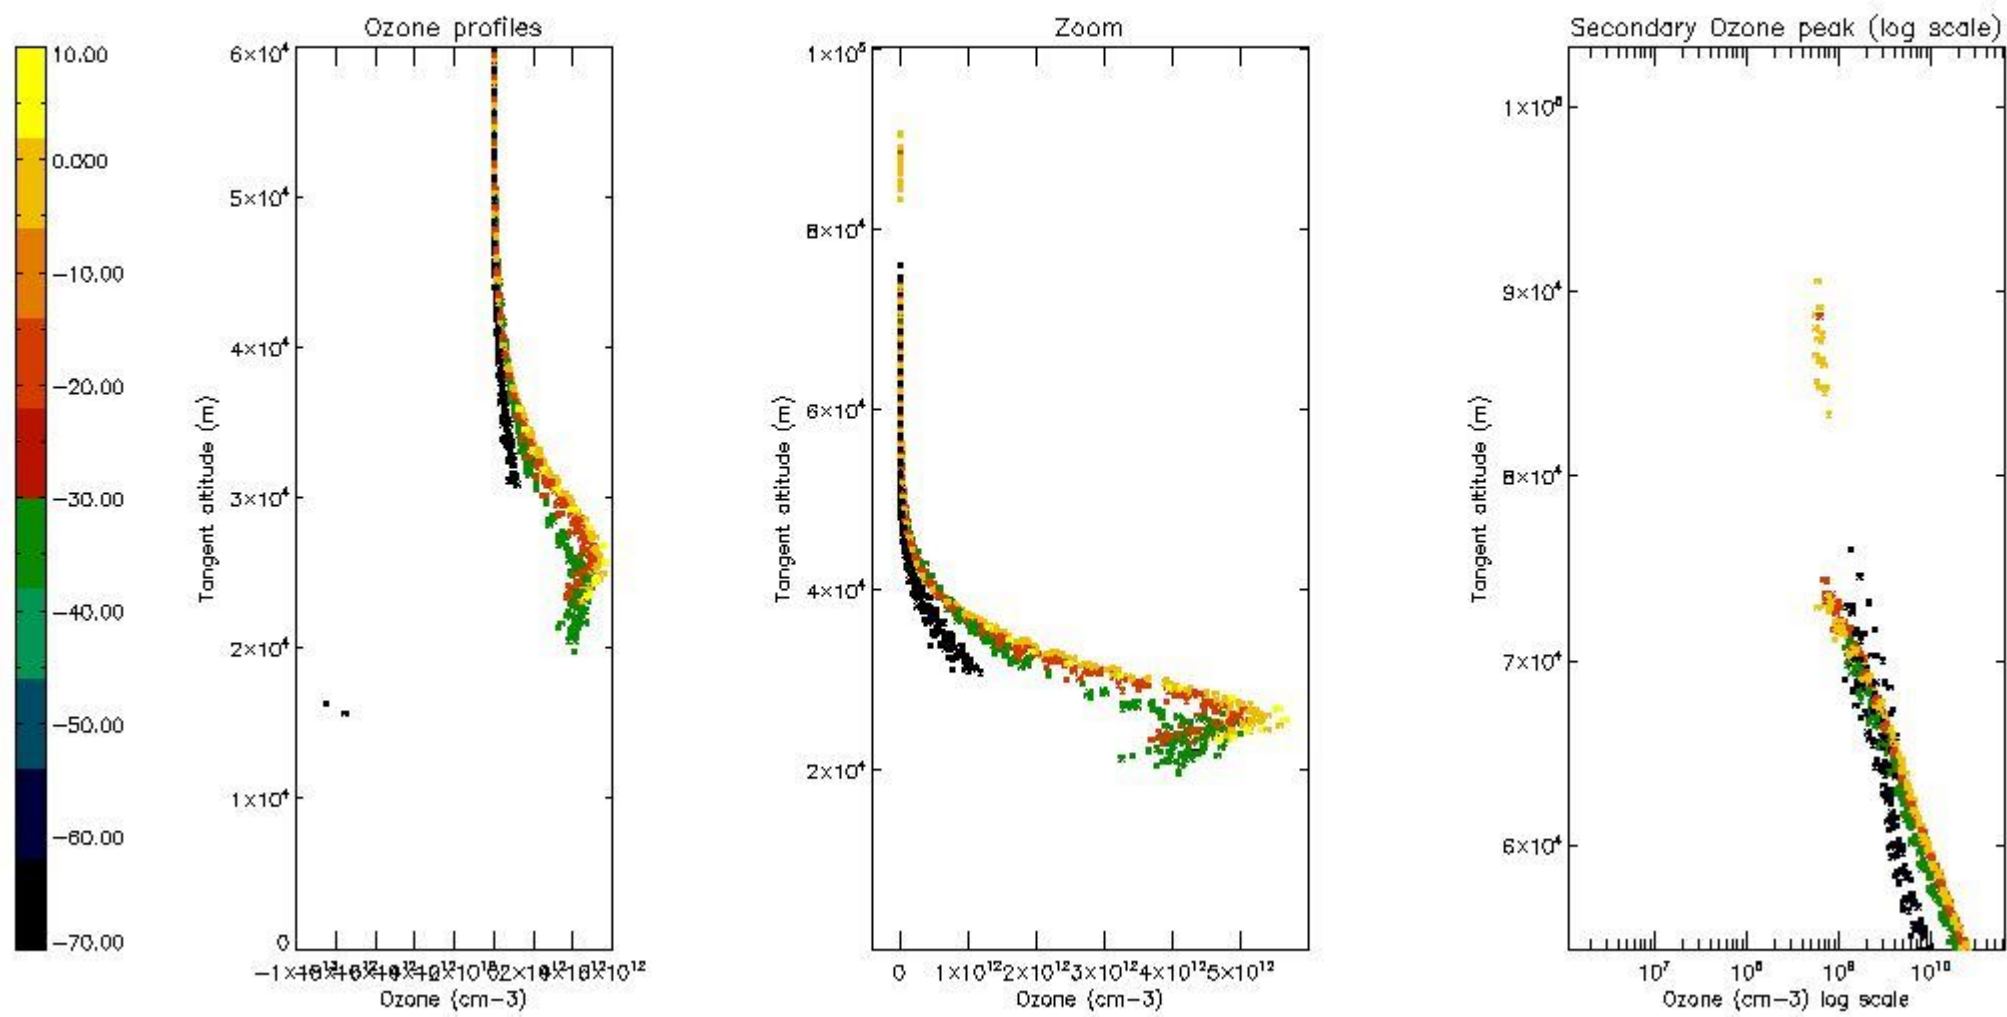 Ozone profiles
Zoom
Secondary Ozone peak (log scale)
10.00
0.000
−10.00
−20.00
−30.00
−40.00
−50.00
−60.00
−70.00
6×10⁴
5×10⁴
4×10⁴
3×10⁴
2×10⁴
1×10⁴
0
Tangent altitude (m)
Ozone (cm−3)
1×10⁵
8×10⁴
6×10⁴
4×10⁴
2×10⁴
Tangent altitude (m)
0 1×10¹² 2×10¹² 3×10¹² 4×10¹² 5×10¹²
Ozone (cm−3)
9×10⁴
8×10⁴
7×10⁴
6×10⁴
Tangent altitude (m)
10⁷ 10⁸ 10⁹ 10¹⁰
Ozone (cm−3) log scale